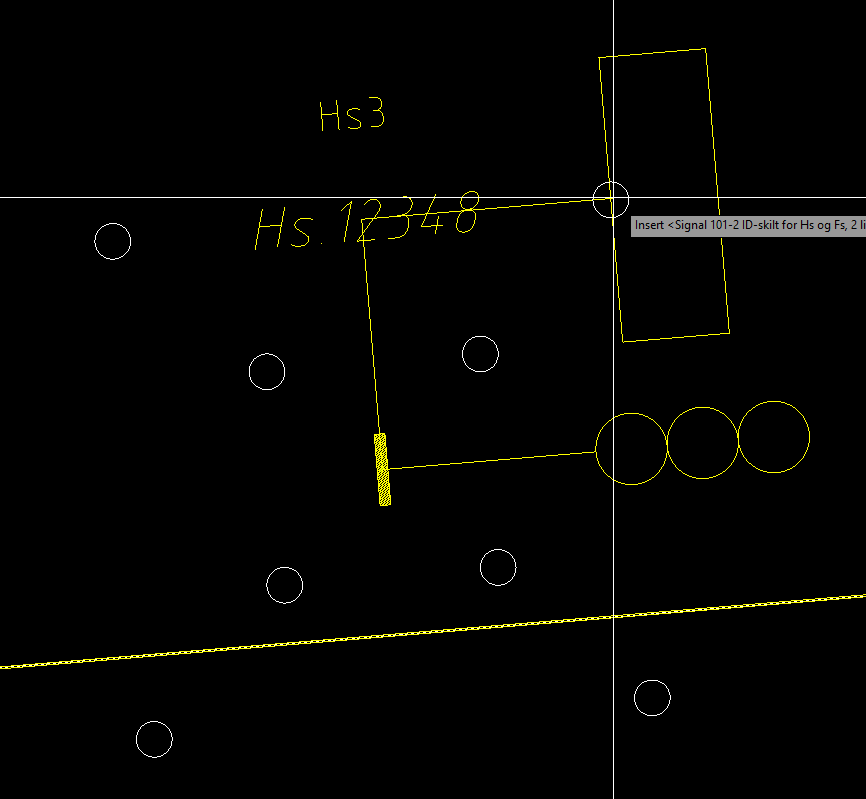 Hs3
Hs.12348
Insert <Signal 101-2 ID-skilt for Hs og Fs, 2 li